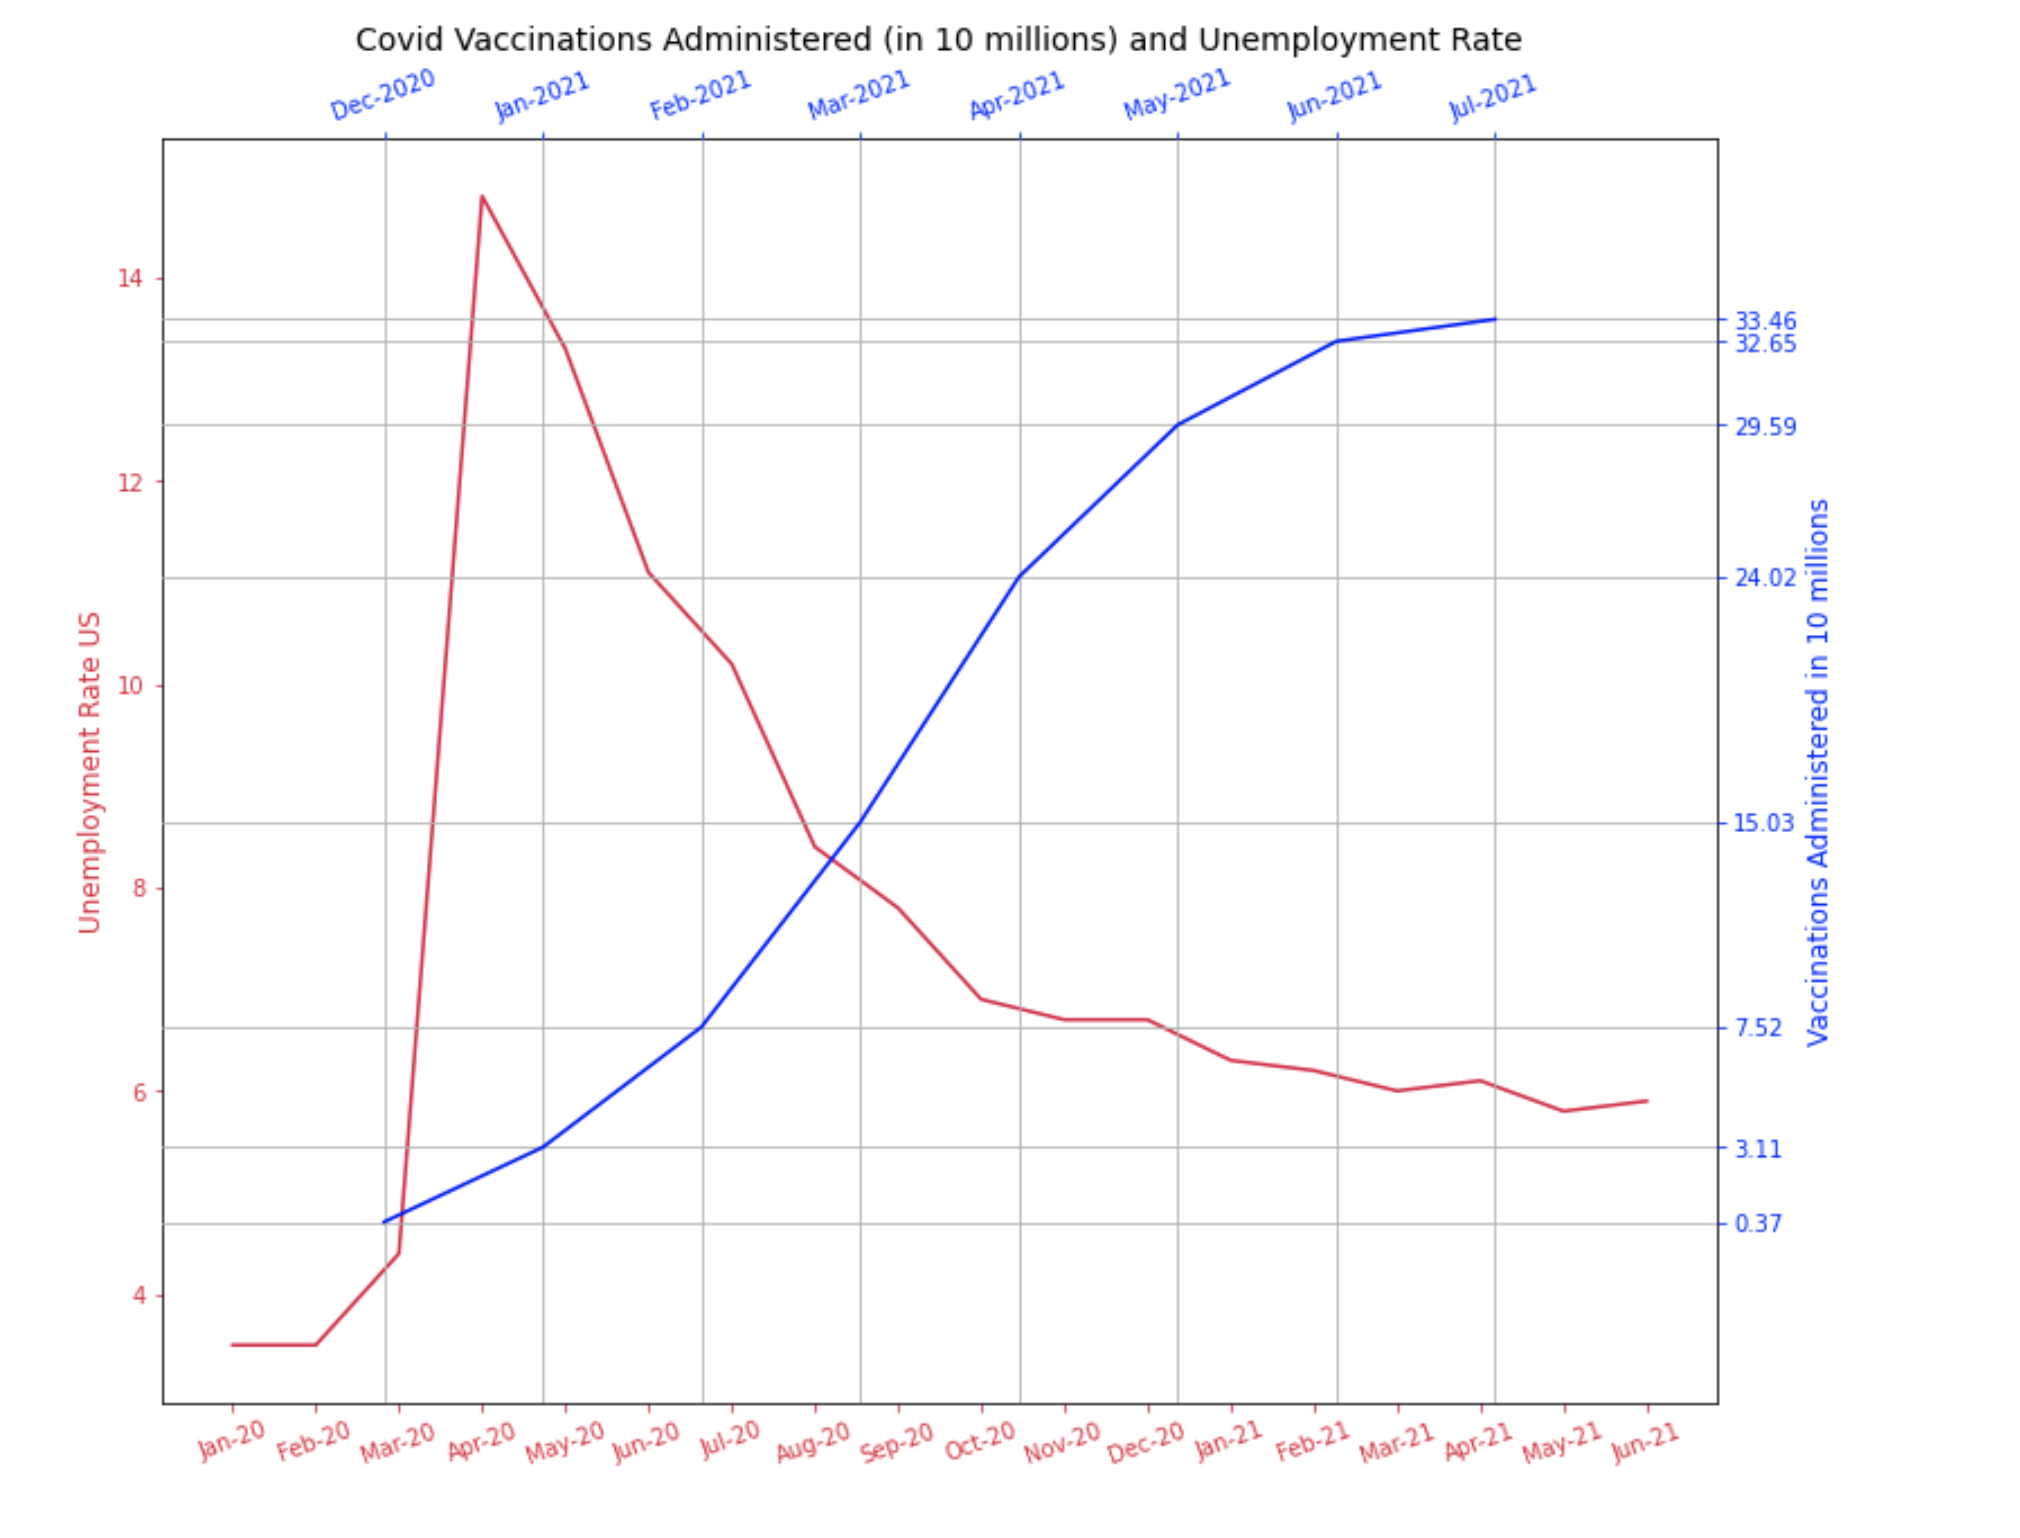 Covid Vaccinations Administered (in 10 millions) and Unemployment Rate
Dec-2020 Jan-2021 Feb-2021 Mar-2021 Apr-2021 May-2021 Jun-2021 Jul-2021
14
12
10
8
6
4
Unemployment Rate US
33.46
32.65
29.59
24.02
15.03
7.52
3.11
0.37
Vaccinations Administered in 10 millions
Jan-20 Feb-20 Mar-20 Apr-20 May-20 Jun-20 Jul-20 Aug-20 Sep-20 Oct-20 Nov-20 Dec-20 Jan-21 Feb-21 Mar-21 Apr-21 May-21 Jun-21